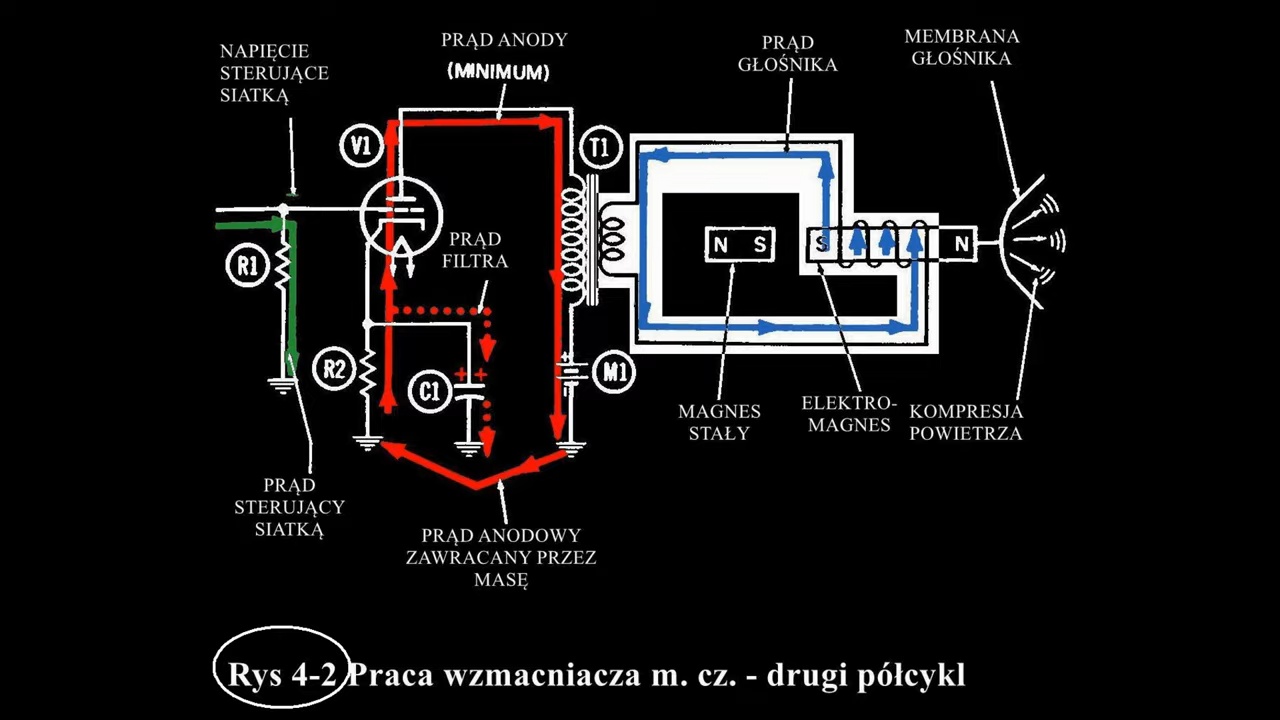 NAPIĘCIE
STERUJĄCE
SIATKĄ
PRĄD ANODY
(MINIMUM)
PRĄD
GŁOŚNIKA
MEMBRANA
GŁOŚNIKA
V1
T1
R1
PRĄD
FILTRA
N S
S
N
R2
C1
+ +
+
M1
MAGNES
STAŁY
ELEKTRO-
MAGNES
KOMPRESJA
POWIETRZA
PRĄD
STERUJĄCY
SIATKĄ
PRĄD ANODOWY
ZAWRACANY PRZEZ
MASĘ
Rys 4-2 Praca wzmacniacza m. cz. - drugi półcykl